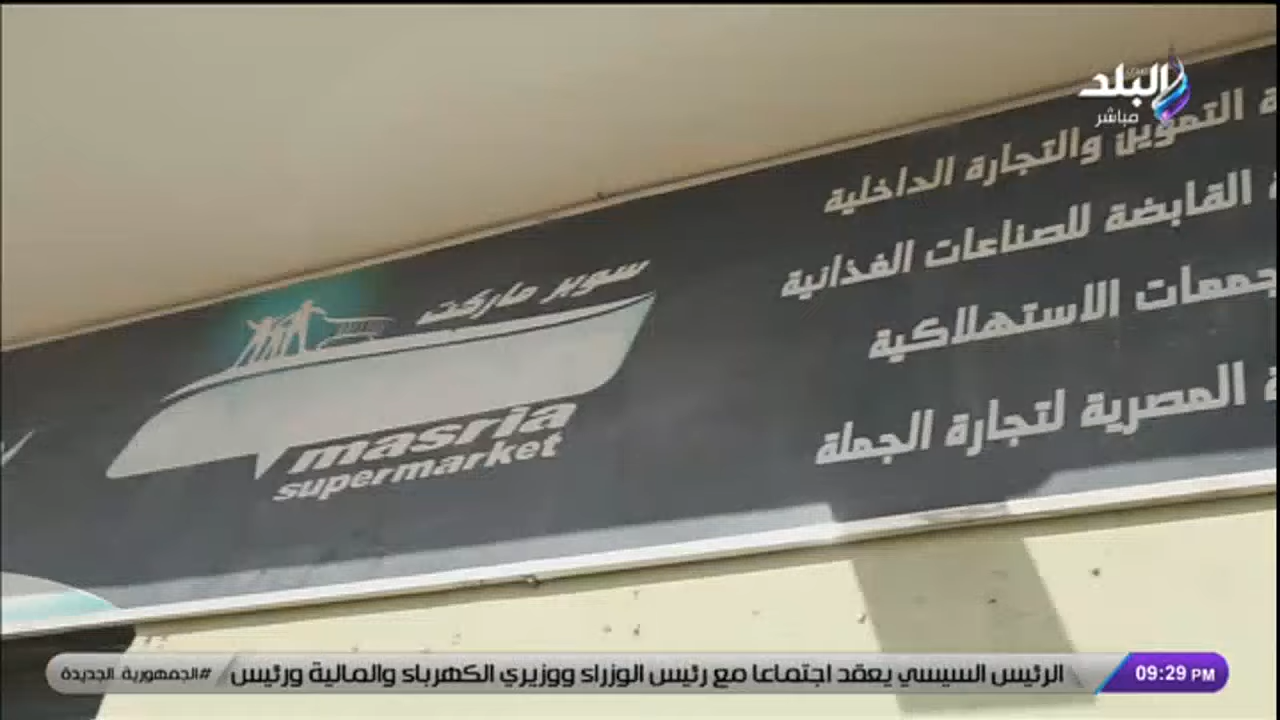 البلد
مباشر
ة التموين والتجارة الداخلية
القابضة للصناعات الغذائية
جمعات الاستهلاكية
ة المصرية لتجارة الجملة
سوبر ماركت
masria
supermarket
09:29 PM
الرئيس السيسي يعقد اجتماعا مع رئيس الوزراء ووزيري الكهرباء والمالية ورئيس
#الجمهورية_الجديدة